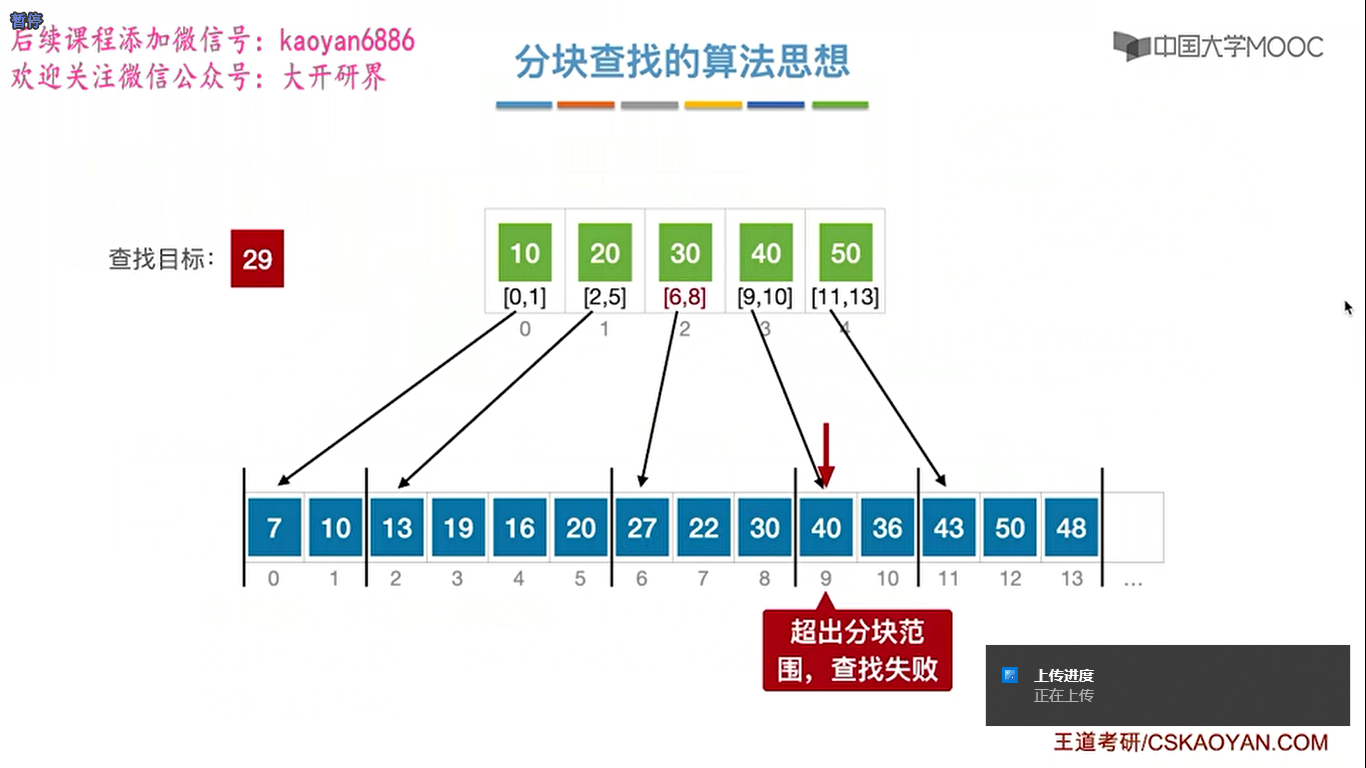 暂停
后续课程添加微信号：kaoyan6886
欢迎关注微信公众号：大开研界
分块查找的算法思想
中国大学MOOC
查找目标：
29
10 20 30 40 50
[0,1] [2,5] [6,8] [9,10] [11,13]
0 1 2 3 4
7 10 13 19 16 20 27 22 30 40 36 43 50 48
0 1 2 3 4 5 6 7 8 9 10 11 12 13 ...
超出分块范
围，查找失败
上传进度
正在上传
王道考研/CSKAOYAN.COM